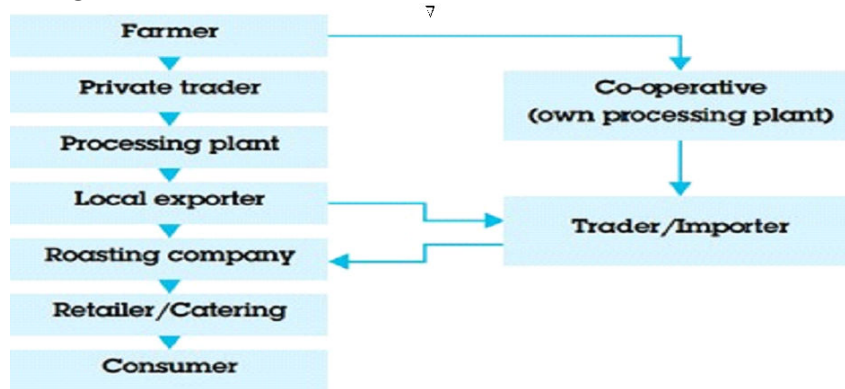 Farmer
Private trader
Processing plant
Local exporter
Roasting company
Retailer/Catering
Consumer
Co-operative
(own processing plant)
Trader/Importer